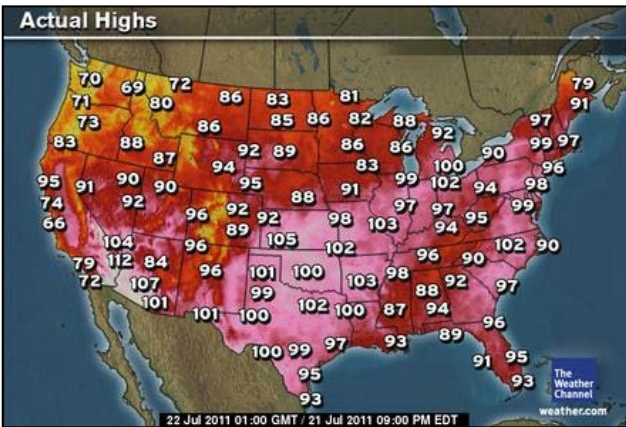 Actual Highs
70 69 72 79
71 80 86 83 81 91
73 86 85 86 82 88 92 97
83 88 92 89 86 86 90 99 97
87 94 83 100 96
95 91 90 90 95 88 91 99 102 94 98
74 92 96 92 92 98 103 97 97 95 99
66 89 94
104 96 105 102 96 90 102 90
79 112 84 96 101 100 103 98 92
72 107 99 102 100 88 97
101 101 100 87 94 96
100 99 97 93 89
95 91 95
93 93
The
Weather
Channel
weather.com
22 Jul 2011 01:00 GMT / 21 Jul 2011 09:00 PM EDT